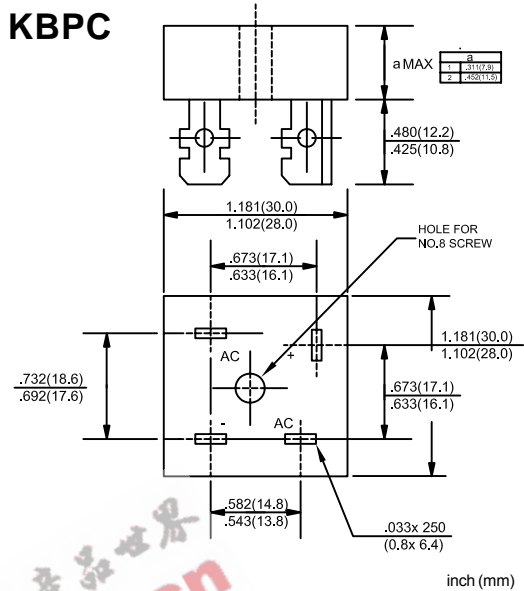 KBPC
a MAX
a
1 .311(7.9)
2 .452(11.5)
.480(12.2)
.425(10.8)
1.181(30.0)
1.102(28.0)
HOLE FOR
NO.8 SCREW
.673(17.1)
.633(16.1)
AC
+
1.181(30.0)
1.102(28.0)
.732(18.6)
.692(17.6)
.673(17.1)
.633(16.1)
- AC
.582(14.8)
.543(13.8)
.033x 250
(0.8x 6.4)
inch (mm)